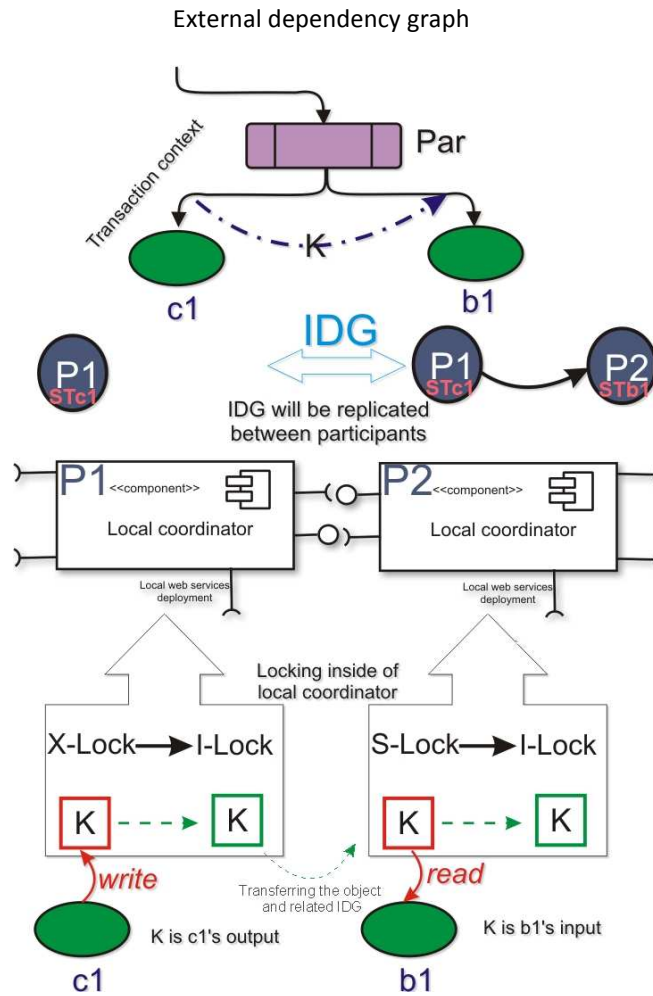 External dependency graph
Par
Transaction context
K
c1
b1
IDG
P1
STc1
P1
STc1
P2
STb1
IDG will be replicated
between participants
P1 <<component>>
Local coordinator
P2 <<component>>
Local coordinator
Local web services
deployment
Local web services
deployment
Locking inside of
local coordinator
X-Lock I-Lock
S-Lock I-Lock
K K
K K
write
read
Transferring the object
and related IDG
K is c1's output
K is b1's input
c1
b1